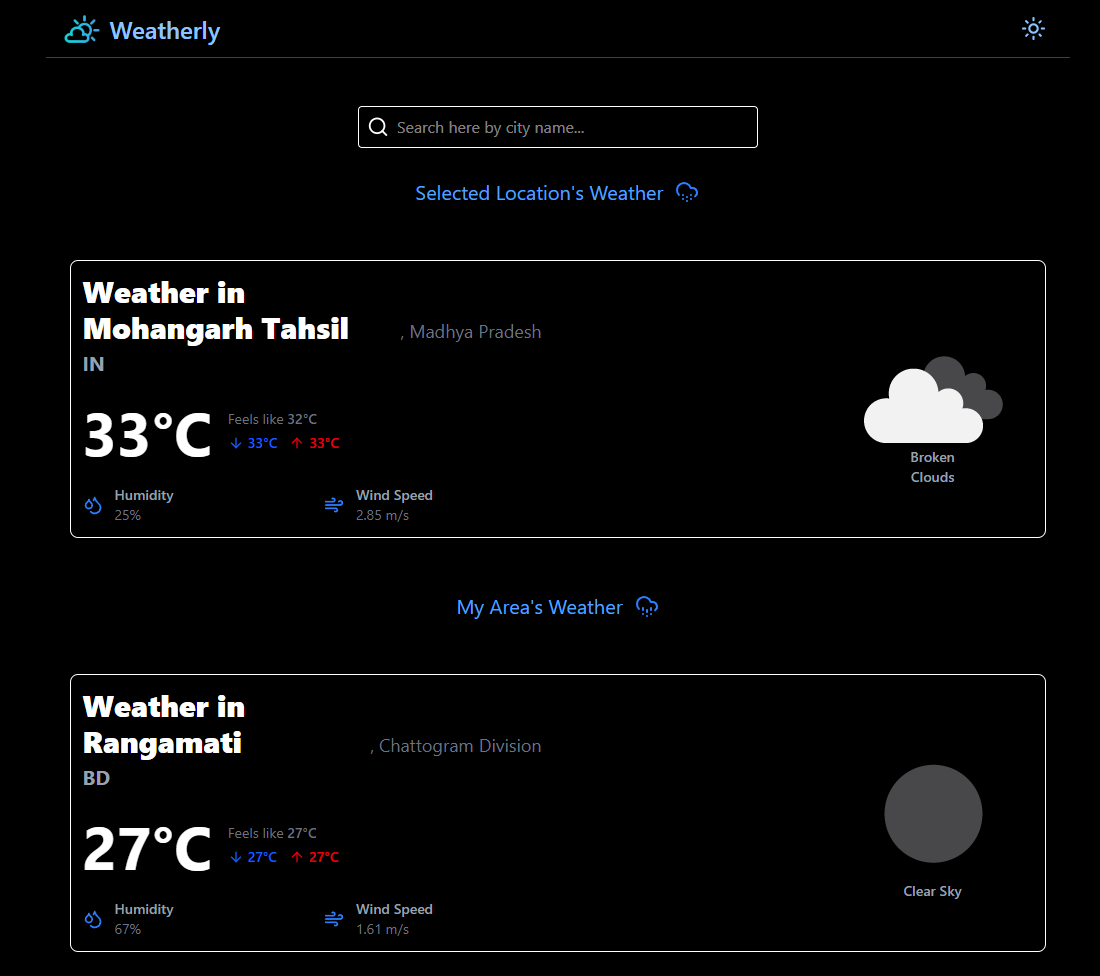 Weatherly
Search here by city name...
Selected Location's Weather
Weather in
Mohangarh Tahsil , Madhya Pradesh
IN
33°C
Feels like 32°C
33°C 33°C
Humidity
25%
Wind Speed
2.85 m/s
Broken
Clouds
My Area's Weather
Weather in
Rangamati , Chattogram Division
BD
27°C
Feels like 27°C
27°C 27°C
Humidity
67%
Wind Speed
1.61 m/s
Clear Sky